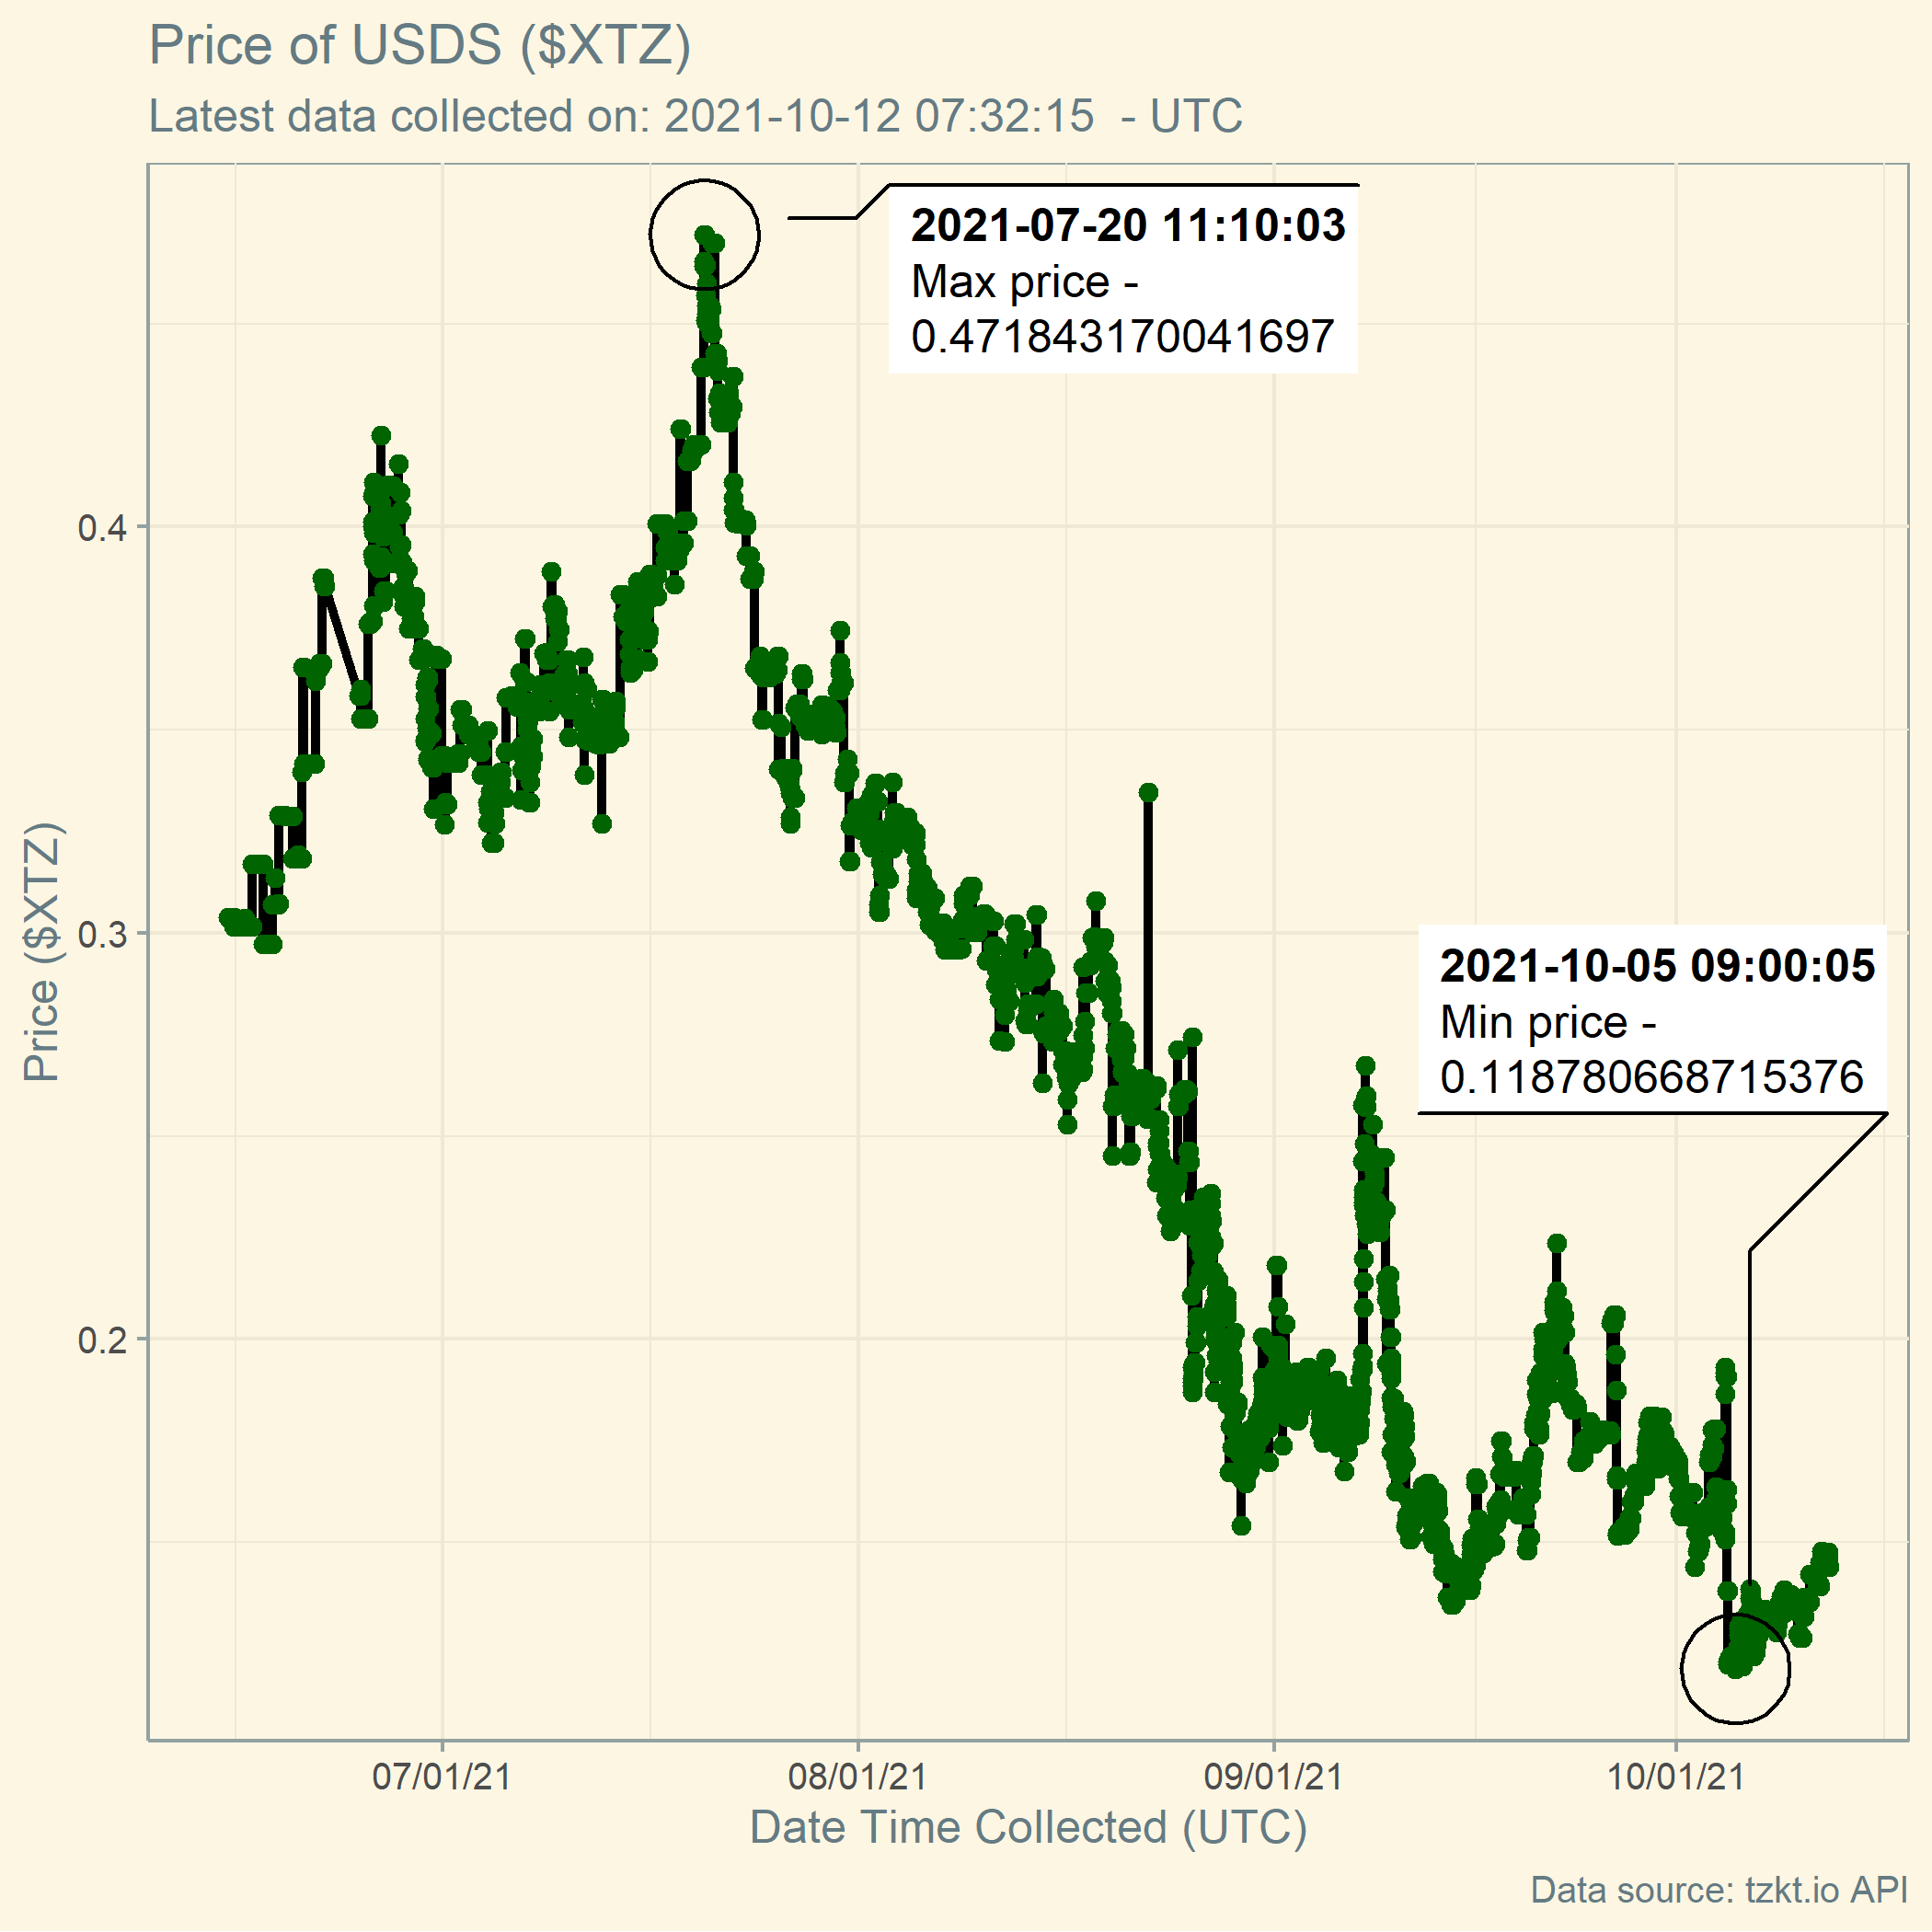 Price of USDS ($XTZ)
Latest data collected on: 2021-10-12 07:32:15  - UTC
2021-07-20 11:10:03
Max price -
0.471843170041697
0.4
0.3
0.2
Price ($XTZ)
2021-10-05 09:00:05
Min price -
0.118780668715376
07/01/21
08/01/21
09/01/21
10/01/21
Date Time Collected (UTC)
Data source: tzkt.io API